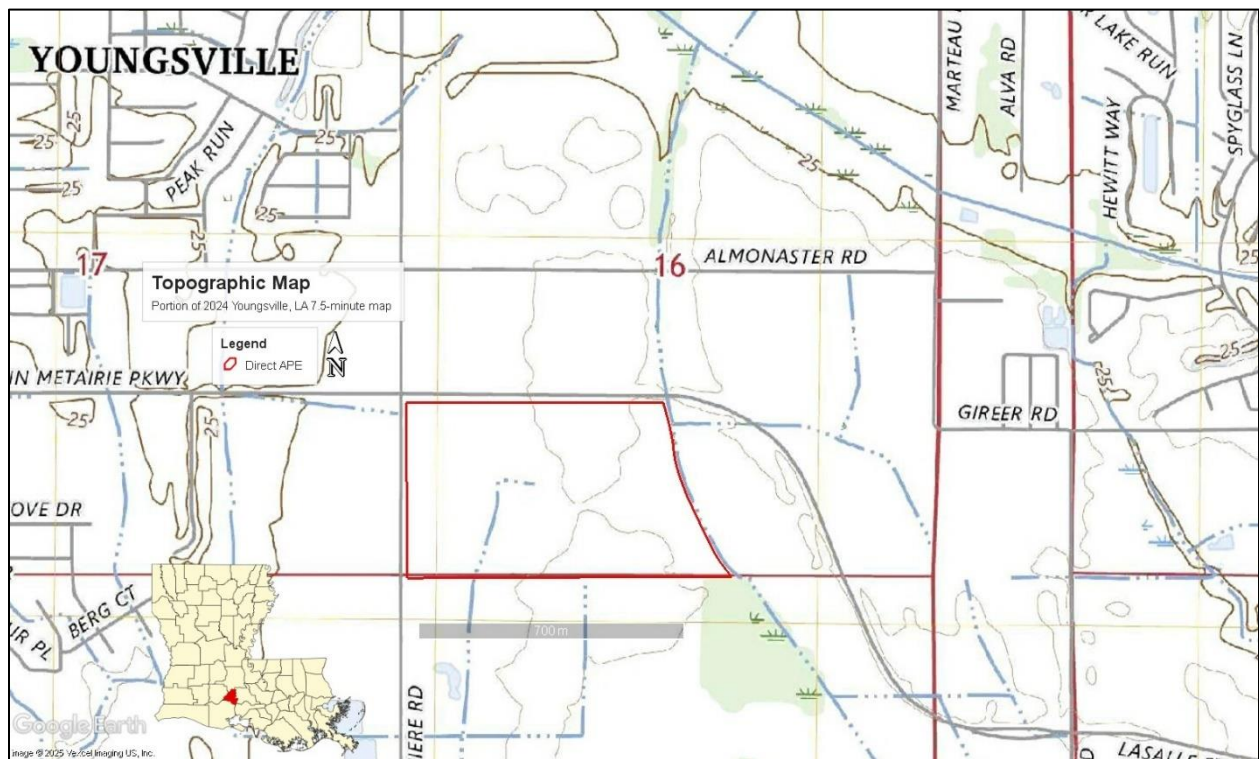 YOUNGSVILLE
MARTEAU
ALVA RD
R LAKE RUN
HEWITT WAY
SPYGLASS LN
PEAK RUN
25
25
25
25
25
25
25
17
16
ALMONASTER RD
Topographic Map
Portion of 2024 Youngsville, LA 7.5-minute map
Legend
Direct APE
N
IN METAIRIE PKWY
25
25
25
25
GIREER RD
OVE DR
BERG CT
UR PL
700 m
IERE RD
LASALLE
D
Google Earth
image © 2025 Vexcel Imaging US, Inc.